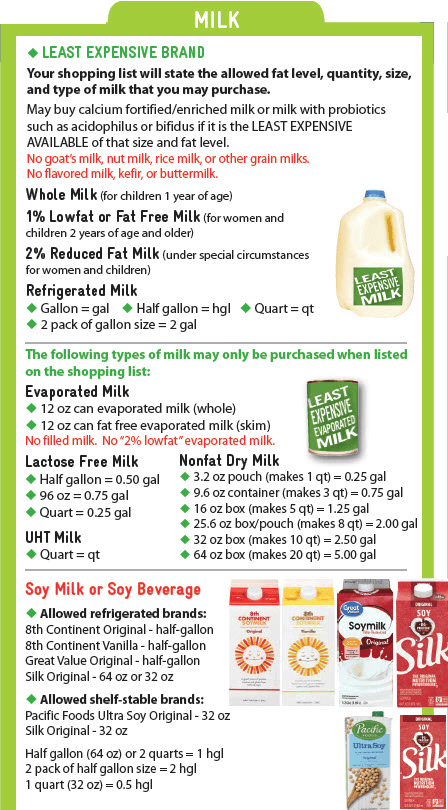 MILK
◆ LEAST EXPENSIVE BRAND
Your shopping list will state the allowed fat level, quantity, size,
and type of milk that you may purchase.
May buy calcium fortified/enriched milk or milk with probiotics
such as acidophilus or bifidus if it is the LEAST EXPENSIVE
AVAILABLE of that size and fat level.
No goat's milk, nut milk, rice milk, or other grain milks.
No flavored milk, kefir, or buttermilk.
Whole Milk (for children 1 year of age)
1% Lowfat or Fat Free Milk (for women and
children 2 years of age and older)
2% Reduced Fat Milk (under special circumstances
for women and children)
Refrigerated Milk
◆ Gallon = gal ◆ Half gallon = hgl ◆ Quart = qt
◆ 2 pack of gallon size = 2 gal
LEAST
EXPENSIVE
MILK
The following types of milk may only be purchased when listed
on the shopping list:
Evaporated Milk
◆ 12 oz can evaporated milk (whole)
◆ 12 oz can fat free evaporated milk (skim)
No filled milk. No "2% lowfat" evaporated milk.
LEAST
EXPENSIVE
EVAPORATED
MILK
Lactose Free Milk
◆ Half gallon = 0.50 gal
◆ 96 oz = 0.75 gal
◆ Quart = 0.25 gal
UHT Milk
◆ Quart = qt
Nonfat Dry Milk
◆ 3.2 oz pouch (makes 1 qt) = 0.25 gal
◆ 9.6 oz container (makes 3 qt) = 0.75 gal
◆ 16 oz box (makes 5 qt) = 1.25 gal
◆ 25.6 oz box/pouch (makes 8 qt) = 2.00 gal
◆ 32 oz box (makes 10 qt) = 2.50 gal
◆ 64 oz box (makes 20 qt) = 5.00 gal
Soy Milk or Soy Beverage
◆ Allowed refrigerated brands:
8th Continent Original - half-gallon
8th Continent Vanilla - half-gallon
Great Value Original - half-gallon
Silk Original - 64 oz or 32 oz
◆ Allowed shelf-stable brands:
Pacific Foods Ultra Soy Original - 32 oz
Silk Original - 32 oz
Half gallon (64 oz) or 2 quarts = 1 hgl
2 pack of half gallon size = 2 hgl
1 quart (32 oz) = 0.5 hgl
8th
CONTINENT
SOYMILK
Original
8th
CONTINENT
SOYMILK
Vanilla
Great
Value
Soymilk
Original
ORIGINAL
SOY
Silk
Pacific
Ultra Soy
Original
SOY
Silk